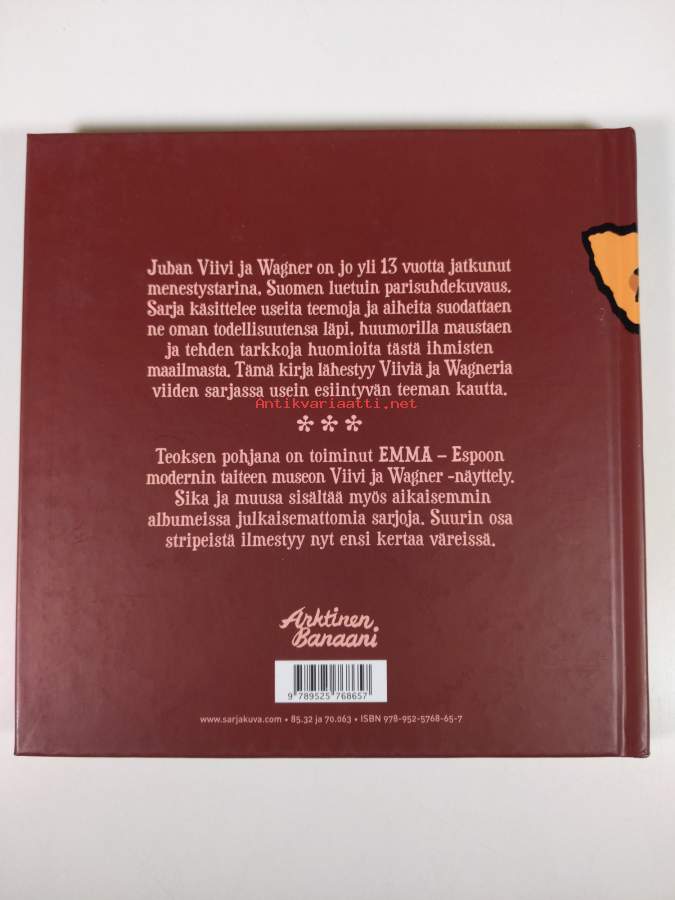 Juban Viivi ja Wagner on jo yli 13 vuotta jatkunut
menestystarina, Suomen luetuin parisuhdekuvaus.
Sarja käsittelee useita teemoja ja aiheita suodattaen
ne oman todellisuutensa läpi, huumorilla maustaen
ja tehden tarkkoja huomioita tästä ihmisten
maailmasta. Tämä kirja lähestyy Viiviä ja Wagneria
viiden sarjassa usein esiintyvän teeman kautta.
Antikvariaatti.net
Teoksen pohjana on toiminut EMMA – Espoon
modernin taiteen museon Viivi ja Wagner -näyttely.
Sika ja muusa sisältää myös aikaisemmin
albumeissa julkaisemattomia sarjoja. Suurin osa
stripeistä ilmestyy nyt ensi kertaa väreissä.
Arktinen
Banaani
9 789525 768657
www.sarjakuva.com • 85.32 ja 70.063 • ISBN 978-952-5768-65-7